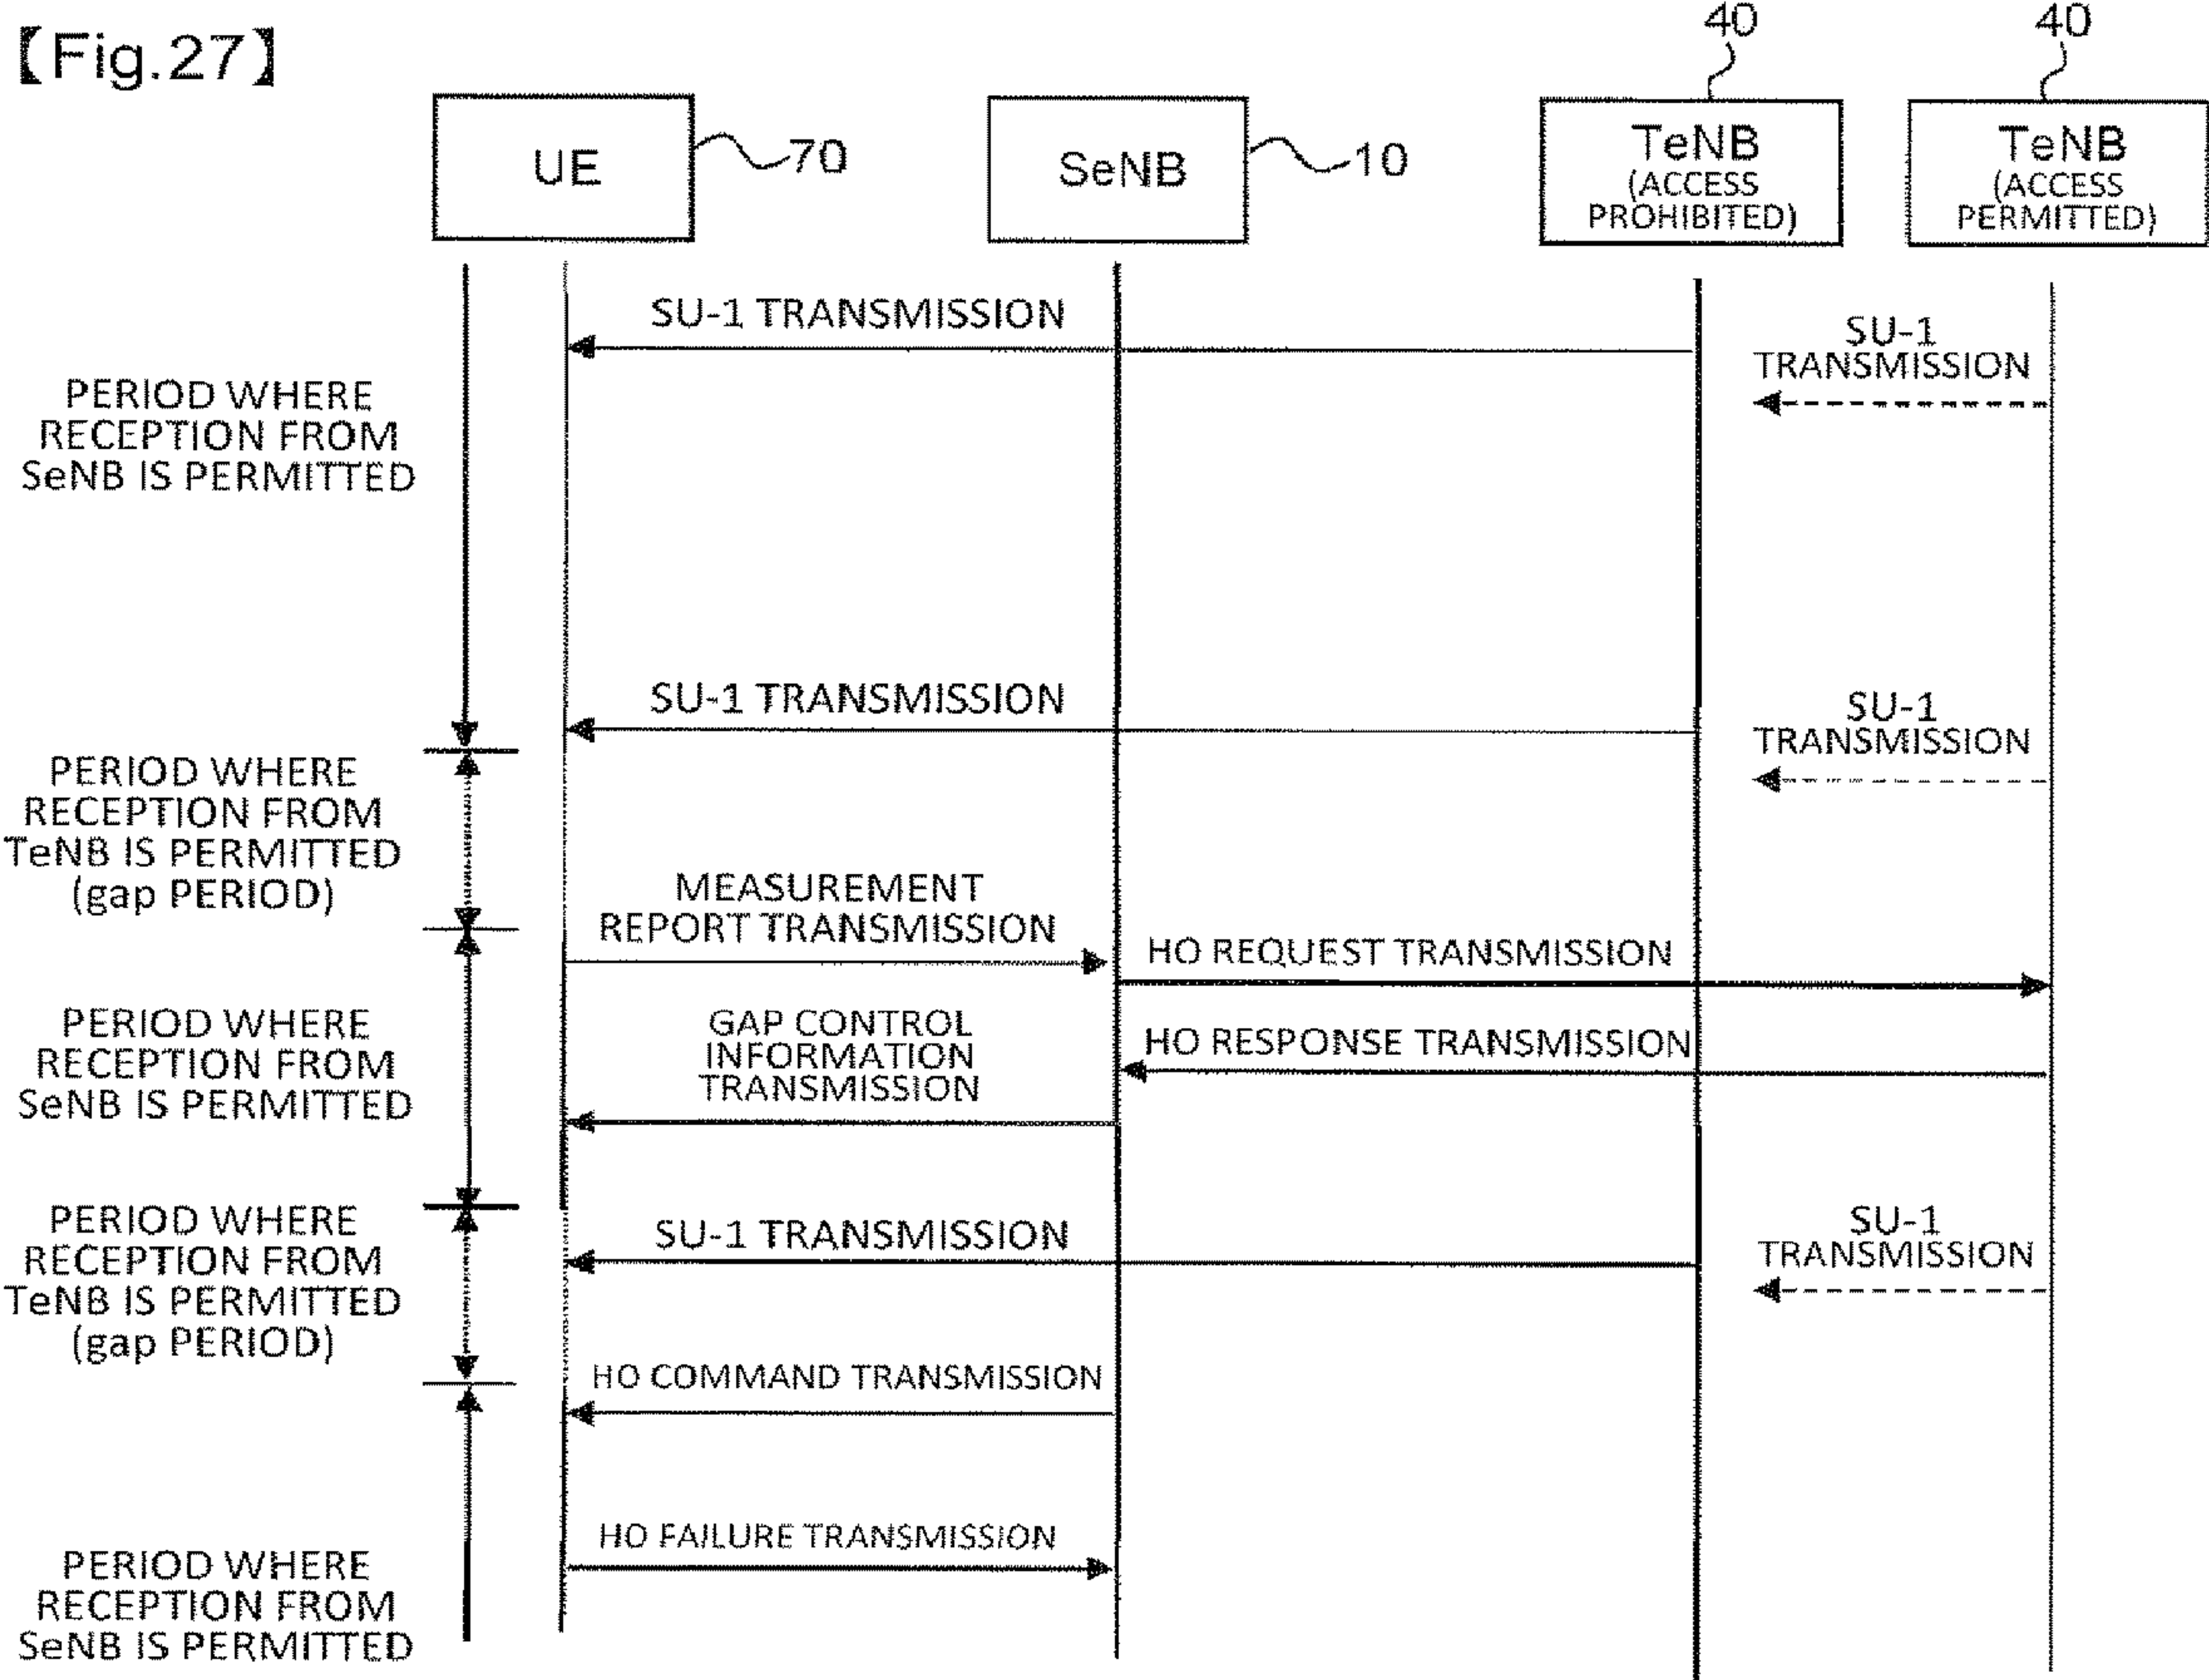 【Fig.27】
40
40
UE
70
SeNB
10
TeNB
(ACCESS
PROHIBITED)
TeNB
(ACCESS
PERMITTED)
SU-1 TRANSMISSION
SU-1
TRANSMISSION
PERIOD WHERE
RECEPTION FROM
SeNB IS PERMITTED
SU-1 TRANSMISSION
SU-1
TRANSMISSION
PERIOD WHERE
RECEPTION FROM
TeNB IS PERMITTED
(gap PERIOD)
MEASUREMENT
REPORT TRANSMISSION
HO REQUEST TRANSMISSION
PERIOD WHERE
RECEPTION FROM
SeNB IS PERMITTED
GAP CONTROL
INFORMATION
TRANSMISSION
HO RESPONSE TRANSMISSION
PERIOD WHERE
RECEPTION FROM
TeNB IS PERMITTED
(gap PERIOD)
SU-1 TRANSMISSION
SU-1
TRANSMISSION
HO COMMAND TRANSMISSION
HO FAILURE TRANSMISSION
PERIOD WHERE
RECEPTION FROM
SeNB IS PERMITTED